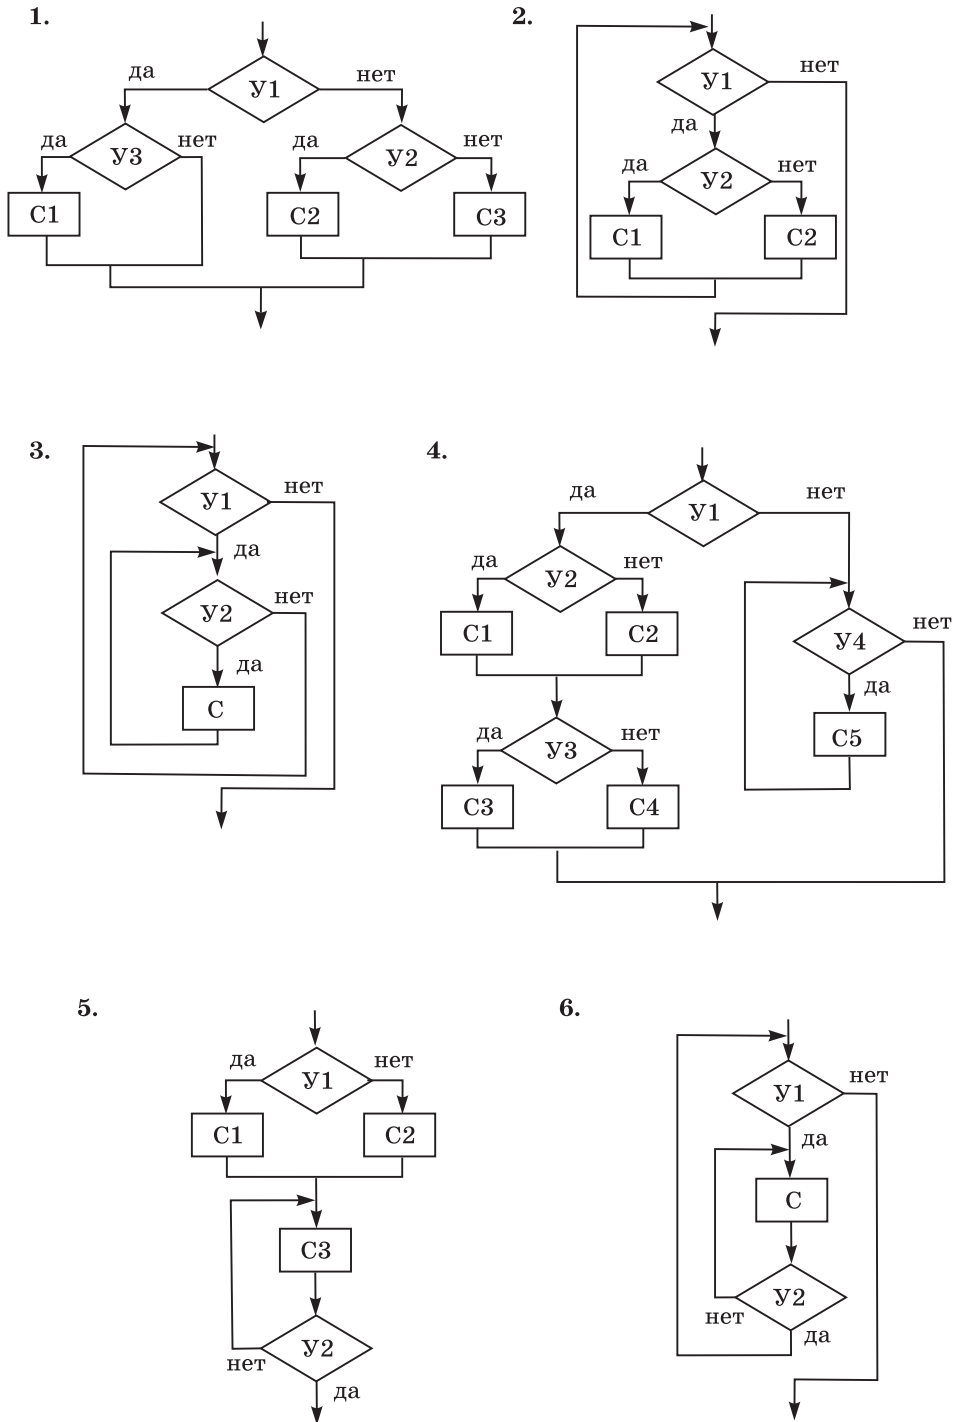 1.
да
У1
нет
да
У3
нет
да
У2
нет
С1
С2
С3
2.
У1
нет
да
да
У2
нет
С1
С2
3.
У1
нет
да
У2
нет
да
С
4.
да
У1
нет
да
У2
нет
С1
С2
У4
нет
да
С5
да
У3
нет
С3
С4
5.
да
У1
нет
С1
С2
С3
У2
нет
да
6.
У1
нет
да
С
У2
нет
да